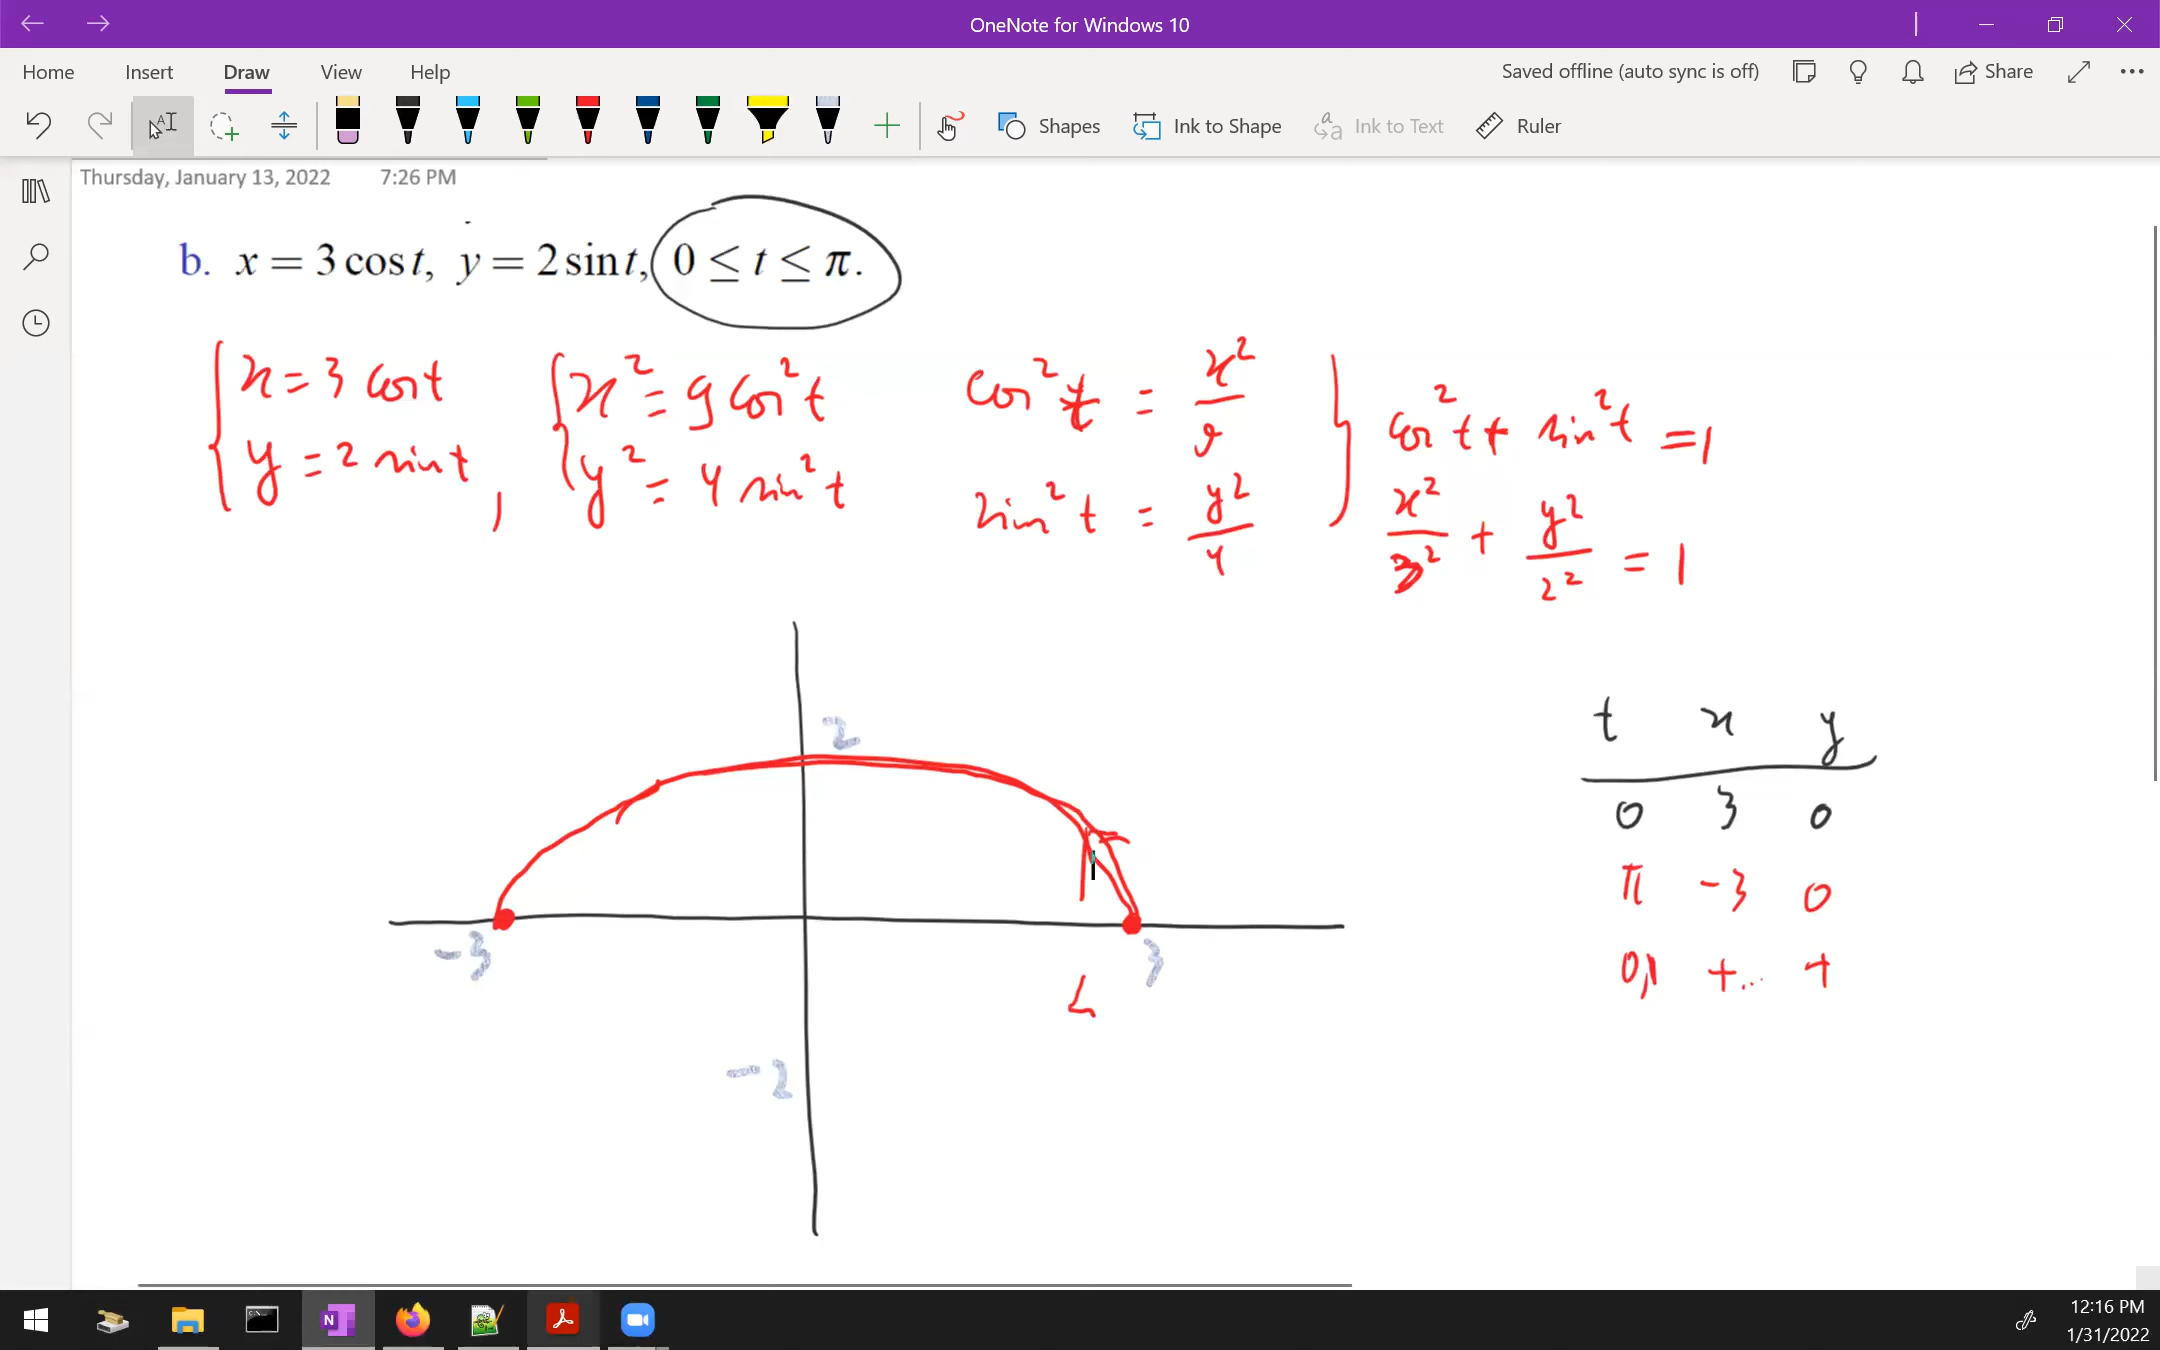 OneNote for Windows 10
Home Insert Draw View Help Saved offline (auto sync is off) Share
Shapes Ink to Shape Ink to Text Ruler
Thursday, January 13, 2022 7:26 PM
b. x = 3 cos t, y = 2 sin t, 0 ≤ t ≤ π.
{ x = 3 cos t
y = 2 sin t ,
{ x² = 9 cos² t
y² = 4 sin² t
cos² t = x²/9
sin² t = y²/4 }
cos² t + sin² t = 1
x²/3² + y²/2² = 1
t x y
0 3 0
π -3 0
0,1 +... +
2
-3 3
-2
12:16 PM
1/31/2022